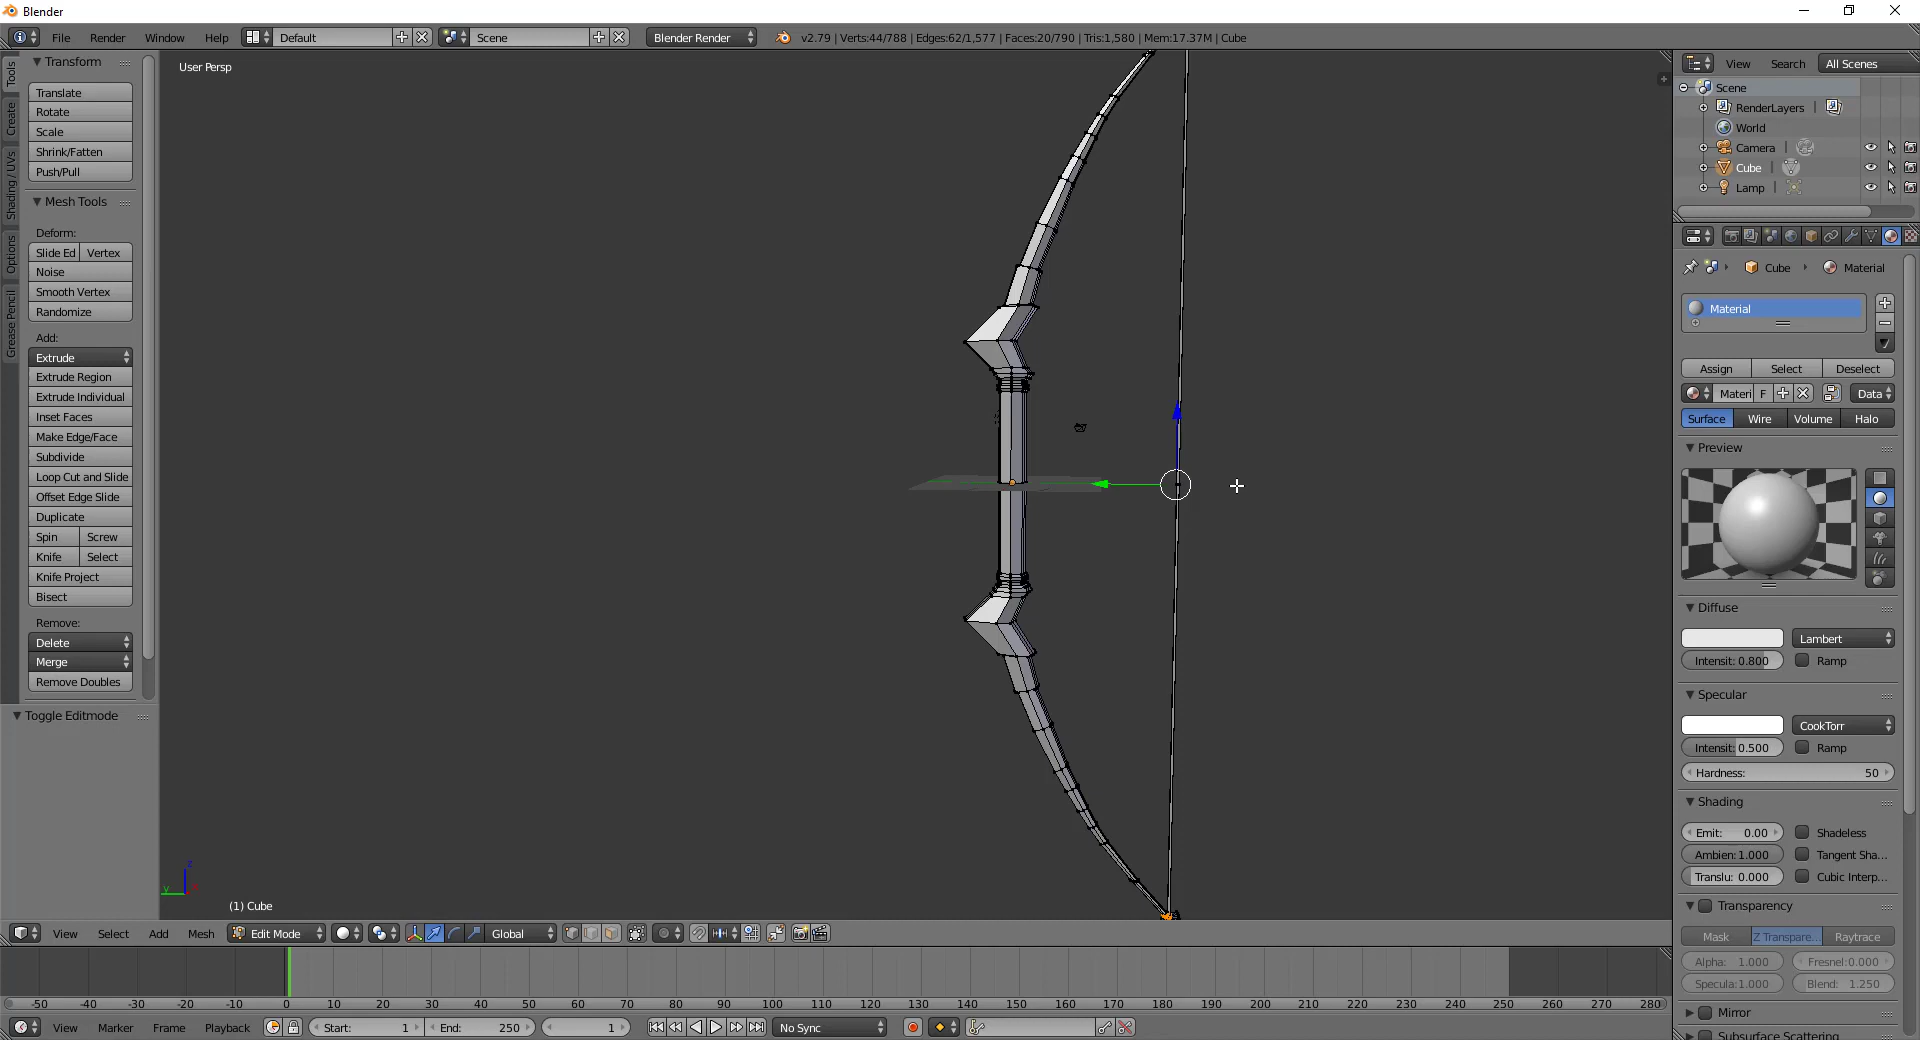 Blender
File Render Window Help Default Scene Blender Render v2.79 | Verts:44/788 | Edges:62/1,577 | Faces:20/790 | Tris:1,580 | Mem:17.37M | Cube
Tools
Create
Shading / UVs
Options
Grease Pencil
Transform
Translate
Rotate
Scale
Shrink/Fatten
Push/Pull
Mesh Tools
Deform:
Slide Ed Vertex
Noise
Smooth Vertex
Randomize
Add:
Extrude
Extrude Region
Extrude Individual
Inset Faces
Make Edge/Face
Subdivide
Loop Cut and Slide
Offset Edge Slide
Duplicate
Spin Screw
Knife Select
Knife Project
Bisect
Remove:
Delete
Merge
Remove Doubles
Toggle Editmode
User Persp
z
y
(1) Cube
View Select Add Mesh Edit Mode Global
-50 -40 -30 -20 -10 0 10 20 30 40 50 60 70 80 90 100 110 120 130 140 150 160 170 180 190 200 210 220 230 240 250 260 270 280
View Marker Frame Playback Start: 1 End: 250 1 No Sync
View Search All Scenes
Scene
RenderLayers
World
Camera
Cube
Lamp
Cube Material
Material
Assign Select Deselect
Materi F Data
Surface Wire Volume Halo
Preview
Diffuse
Lambert
Intensit: 0.800 Ramp
Specular
CookTorr
Intensit: 0.500 Ramp
Hardness: 50
Shading
Emit: 0.00 Shadeless
Ambien: 1.000 Tangent Sha...
Translu: 0.000 Cubic Interp...
Transparency
Mask Z Transpare... Raytrace
Alpha: 1.000 Fresnel:0.000
Specula:1.000 Blend: 1.250
Mirror
Subsurface Scattering